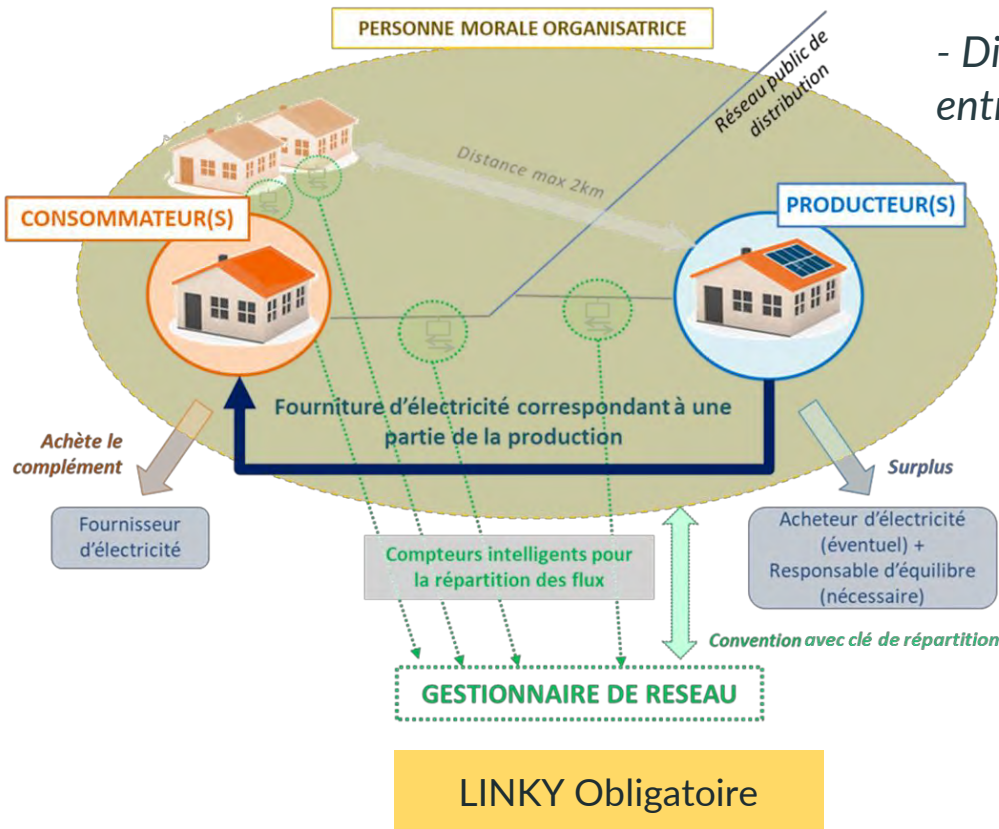 PERSONNE MORALE ORGANISATRICE
- Di
entr
Réseau public de
distribution
Distance max 2km
CONSOMMATEUR(S)
PRODUCTEUR(S)
Fourniture d'électricité correspondant à une
partie de la production
Achète le
complément
Surplus
Fournisseur
d'électricité
Acheteur d'électricité
(éventuel) +
Responsable d'équilibre
(nécessaire)
Compteurs intelligents pour
la répartition des flux
Convention avec clé de répartition
GESTIONNAIRE DE RESEAU
LINKY Obligatoire